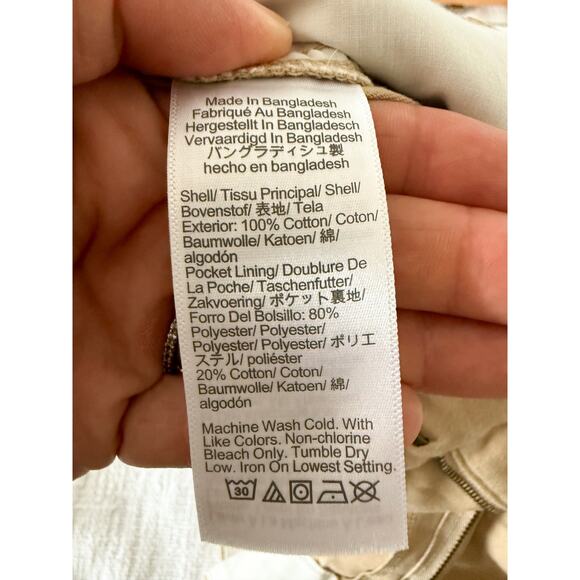 Made In Bangladesh
Fabriqué Au Bangladesh
Hergestellt In Bangladesch
Vervaardigd In Bangladesh
バングラディシュ製
hecho en bangladesh
Shell/ Tissu Principal/ Shell/
Bovenstof/ 表地/ Tela
Exterior: 100% Cotton/ Coton/
Baumwolle/ Katoen/ 綿/
algodón
Pocket Lining/ Doublure De
La Poche/ Taschenfutter/
Zakvoering/ ポケット裏地/
Forro Del Bolsillo: 80%
Polyester/ Polyester/
Polyester/ Polyester/ ポリエ
ステル/ poliéster
20% Cotton/ Coton/
Baumwolle/ Katoen/ 綿/
algodón
Machine Wash Cold. With
Like Colors. Non-chlorine
Bleach Only. Tumble Dry
Low. Iron On Lowest Setting.
30